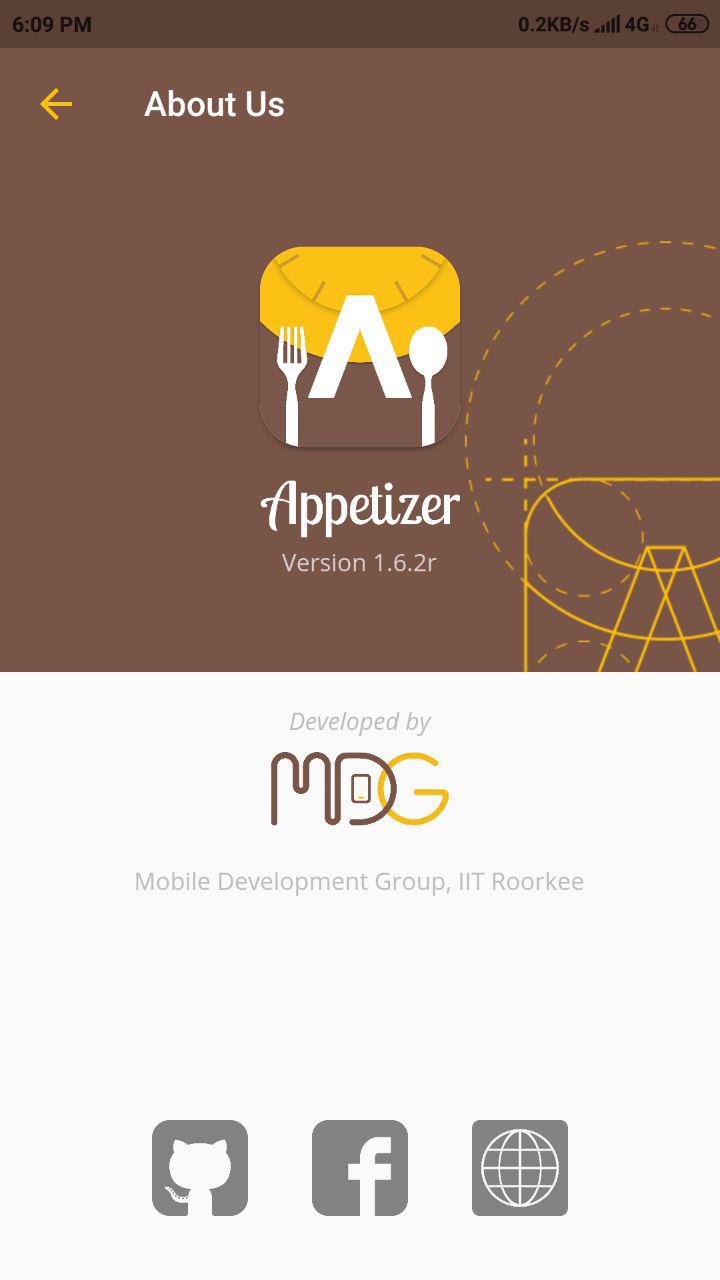 6:09 PM 0.2KB/s 4G 66
About Us
Appetizer
Version 1.6.2r
Developed by
MDG
Mobile Development Group, IIT Roorkee